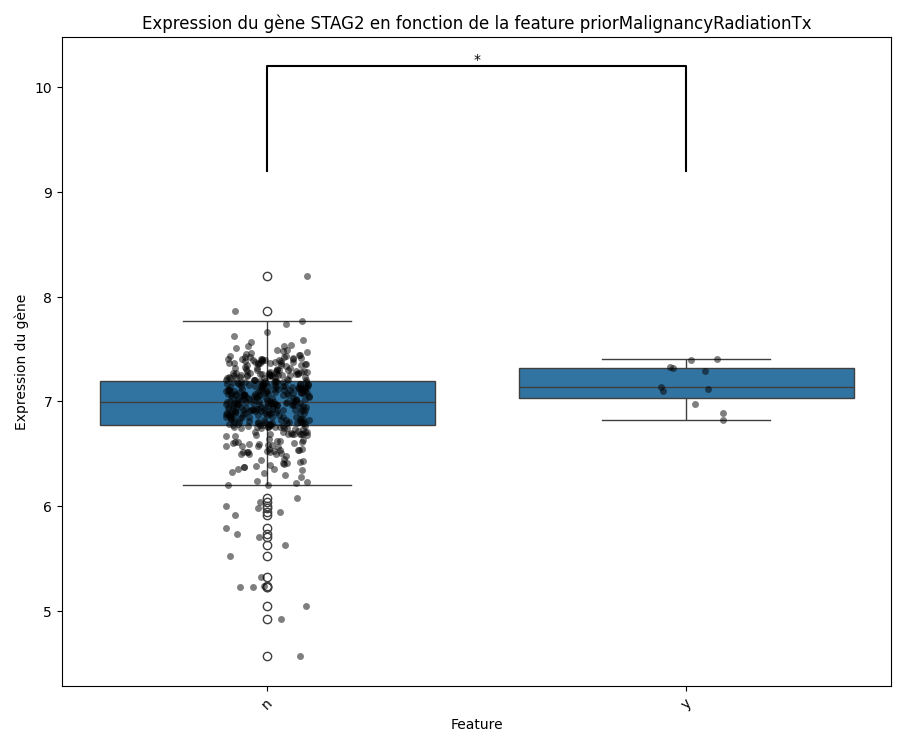 Expression du gène STAG2 en fonction de la feature priorMalignancyRadiationTx
*
10
9
8
7
6
5
Expression du gène
n
y
Feature